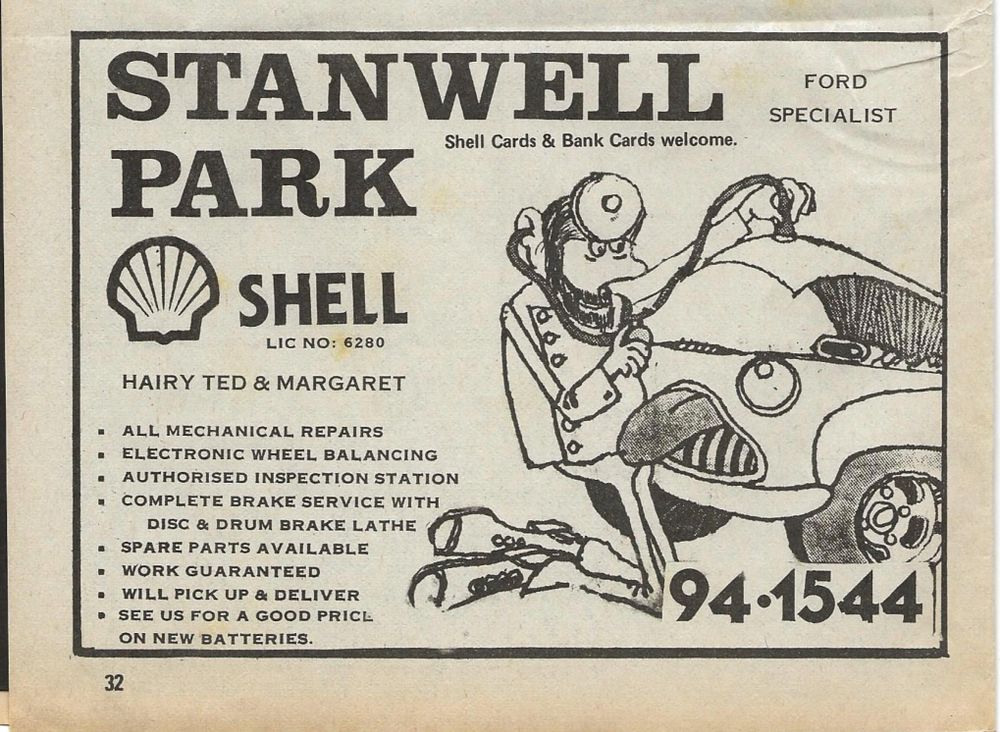 STANWELL
PARK
FORD
SPECIALIST
Shell Cards & Bank Cards welcome.
SHELL
LIC NO: 6280
HAIRY TED & MARGARET
▪ ALL MECHANICAL REPAIRS
▪ ELECTRONIC WHEEL BALANCING
▪ AUTHORISED INSPECTION STATION
▪ COMPLETE BRAKE SERVICE WITH
DISC & DRUM BRAKE LATHE
▪ SPARE PARTS AVAILABLE
▪ WORK GUARANTEED
▪ WILL PICK UP & DELIVER
▪ SEE US FOR A GOOD PRICE
ON NEW BATTERIES.
94·1544
32